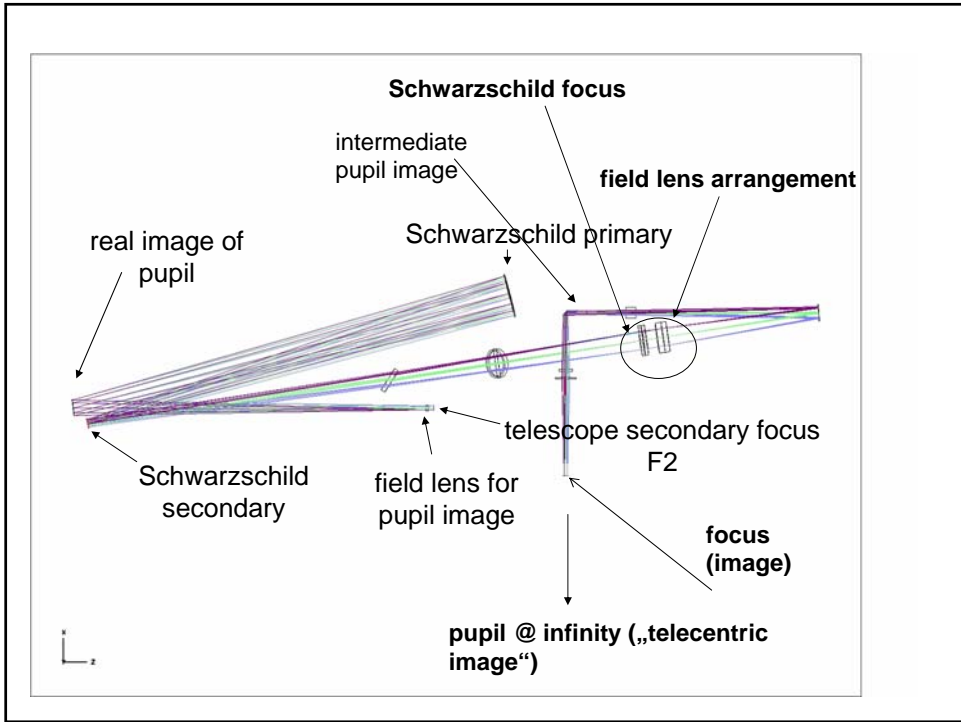 Schwarzschild focus
intermediate
pupil image
field lens arrangement
real image of
pupil
Schwarzschild primary
telescope secondary focus
F2
Schwarzschild
secondary
field lens for
pupil image
focus
(image)
pupil @ infinity („telecentric
image“)
X
Z